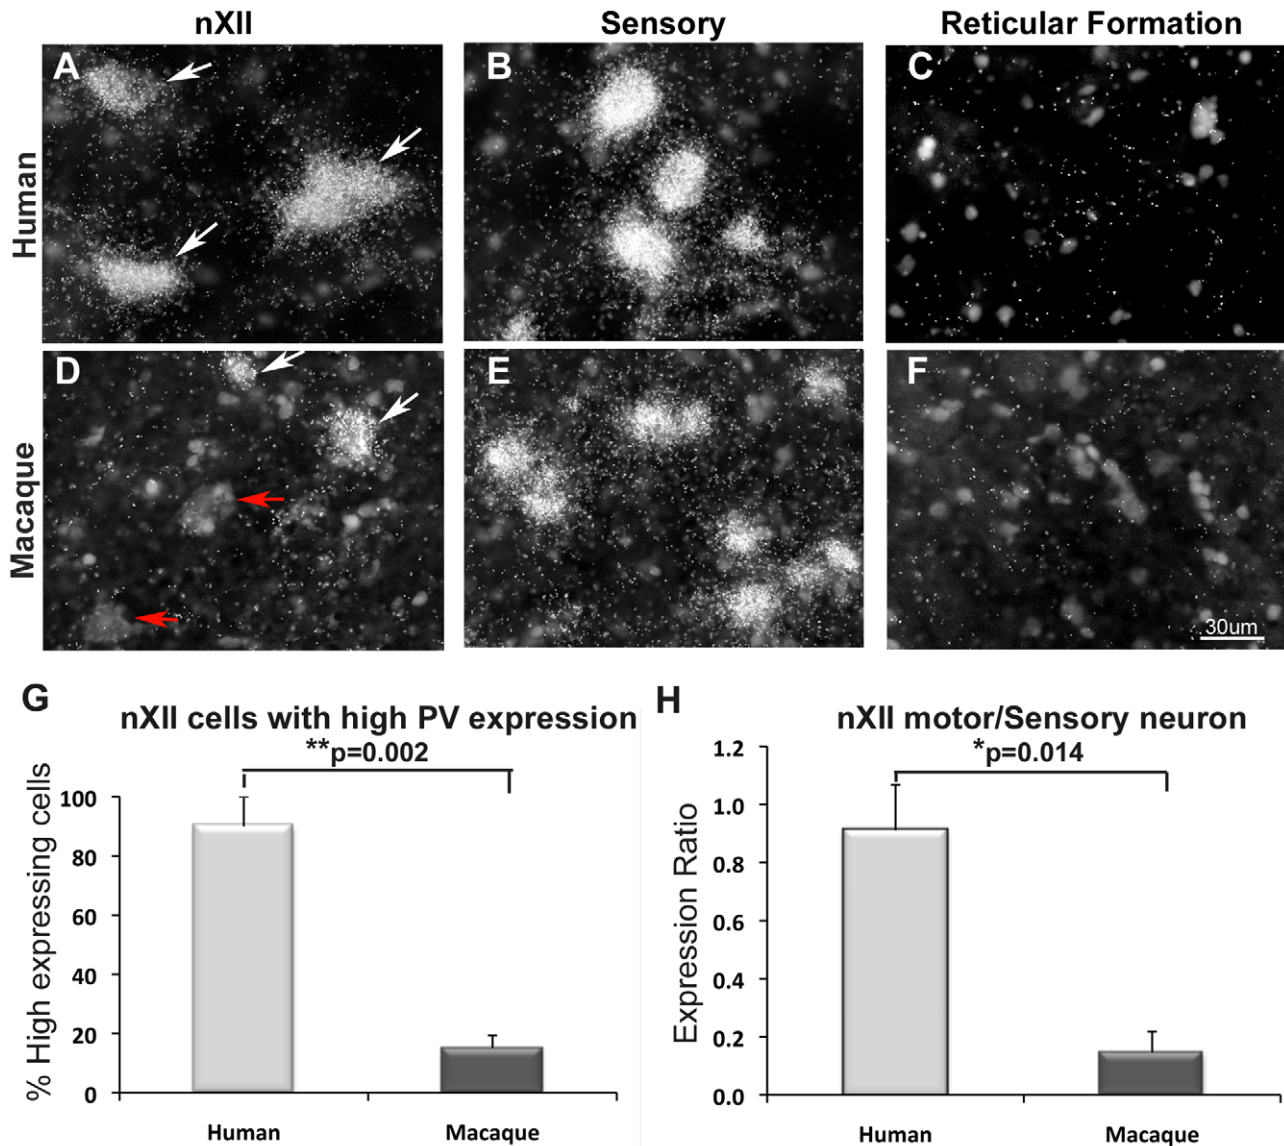 nXII Sensory Reticular Formation
Human
A B C
Macaque
D E F
30um
G
nXII cells with high PV expression
**p=0.002
% High expressing cells
100
80
60
40
20
0
Human Macaque
H
nXII motor/Sensory neuron
*p=0.014
Expression Ratio
1.2
1.0
0.8
0.6
0.4
0.2
0.0
Human Macaque